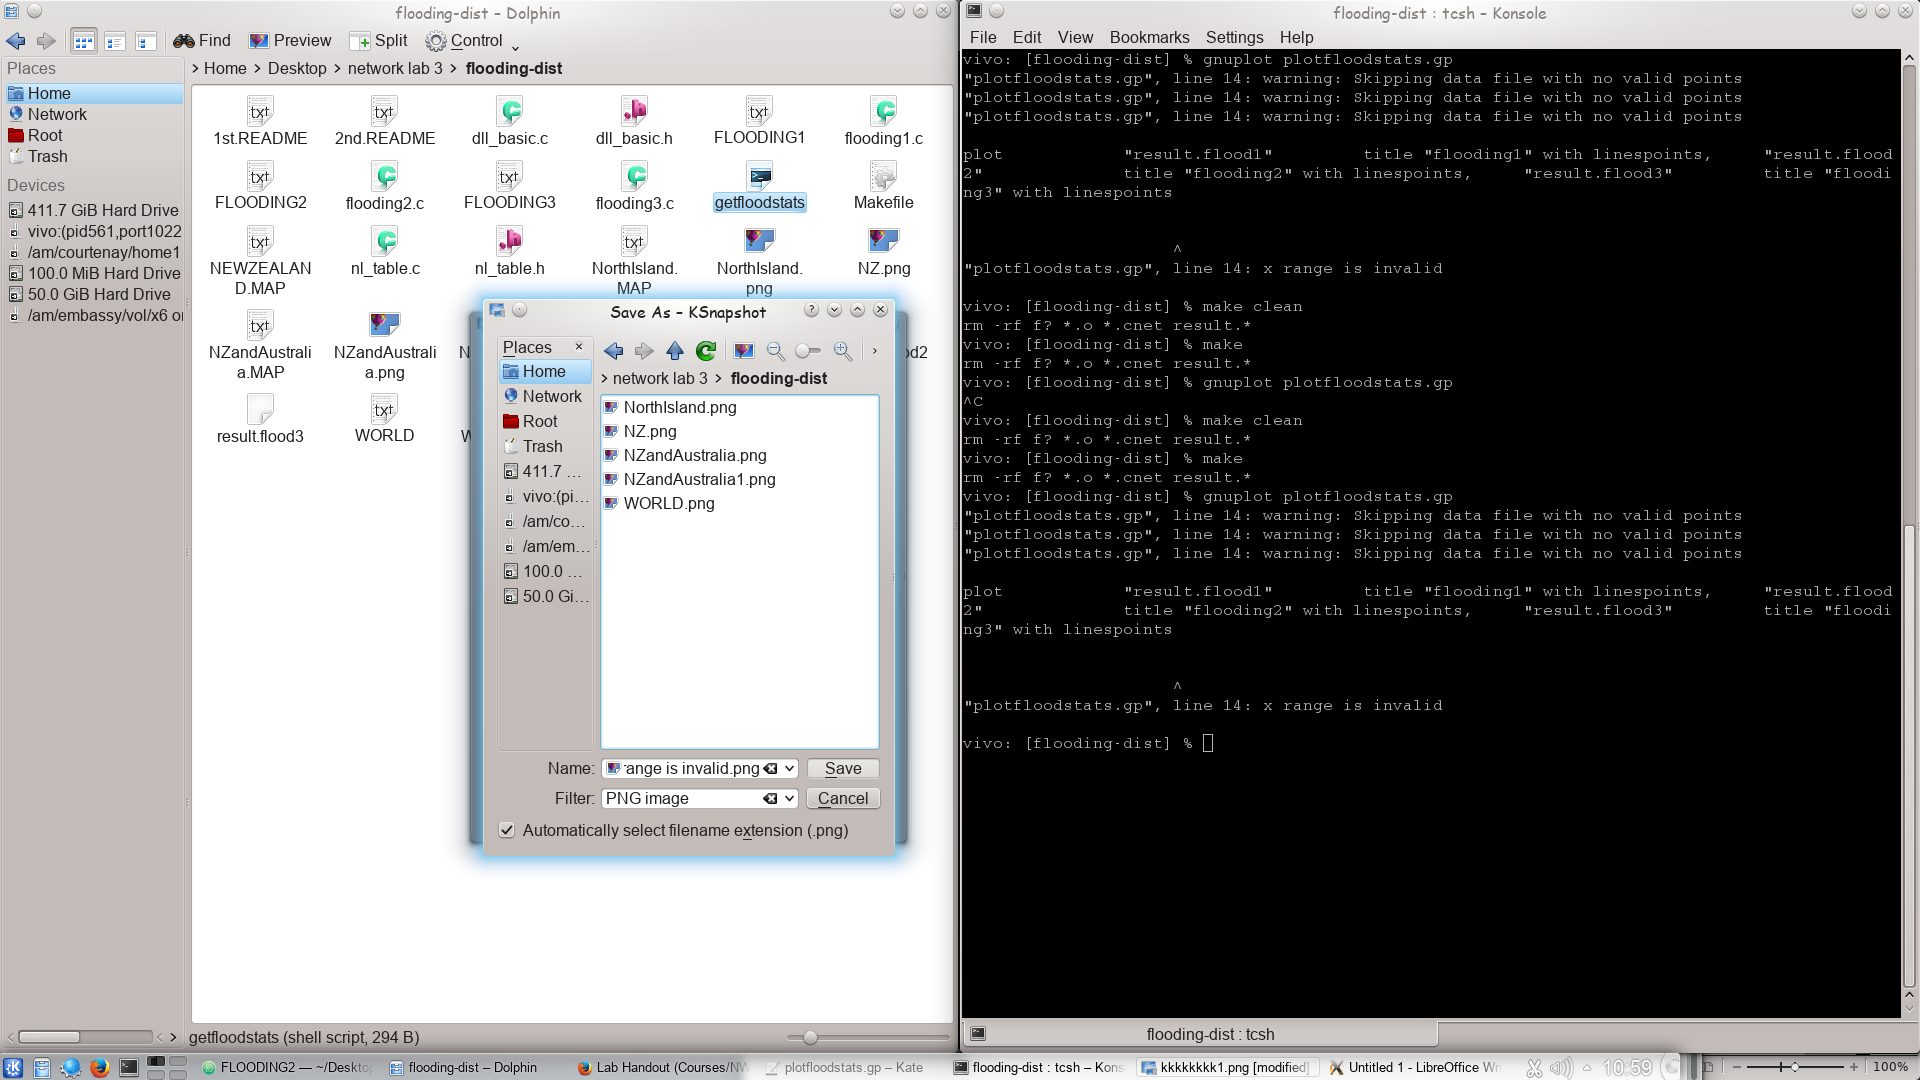 flooding-dist – Dolphin
Find
Preview
Split
Control
Places
Home
Network
Root
Trash
Devices
411.7 GiB Hard Drive
vivo:(pid561,port1022
/am/courtenay/home1
100.0 MiB Hard Drive
50.0 GiB Hard Drive
/am/embassy/vol/x6 o
> Home > Desktop > network lab 3 > flooding-dist
1st.README
2nd.README
dll_basic.c
dll_basic.h
FLOODING1
flooding1.c
FLOODING2
flooding2.c
FLOODING3
flooding3.c
getfloodstats
Makefile
NEWZEALAN
D.MAP
nl_table.c
nl_table.h
NorthIsland.
MAP
NorthIsland.
png
NZ.png
NZandAustrali
a.MAP
NZandAustrali
a.png
N
od2
result.flood3
WORLD
W
getfloodstats (shell script, 294 B)
Save As – KSnapshot
Places
Home
Network
Root
Trash
411.7 ...
vivo:(pi...
/am/co...
/am/em...
100.0 ...
50.0 Gi...
> network lab 3 > flooding-dist
NorthIsland.png
NZ.png
NZandAustralia.png
NZandAustralia1.png
WORLD.png
Name:
ange is invalid.png
Save
Filter:
PNG image
Cancel
Automatically select filename extension (.png)
flooding-dist : tcsh – Konsole
File Edit View Bookmarks Settings Help
vivo: [flooding-dist] % gnuplot plotfloodstats.gp
"plotfloodstats.gp", line 14: warning: Skipping data file with no valid points
"plotfloodstats.gp", line 14: warning: Skipping data file with no valid points
"plotfloodstats.gp", line 14: warning: Skipping data file with no valid points
plot "result.flood1" title "flooding1" with linespoints, "result.flood
2" title "flooding2" with linespoints, "result.flood3" title "floodi
ng3" with linespoints
^
"plotfloodstats.gp", line 14: x range is invalid
vivo: [flooding-dist] % make clean
rm -rf f? *.o *.cnet result.*
vivo: [flooding-dist] % make
rm -rf f? *.o *.cnet result.*
vivo: [flooding-dist] % gnuplot plotfloodstats.gp
^C
vivo: [flooding-dist] % make clean
rm -rf f? *.o *.cnet result.*
vivo: [flooding-dist] % make
rm -rf f? *.o *.cnet result.*
vivo: [flooding-dist] % gnuplot plotfloodstats.gp
"plotfloodstats.gp", line 14: warning: Skipping data file with no valid points
"plotfloodstats.gp", line 14: warning: Skipping data file with no valid points
"plotfloodstats.gp", line 14: warning: Skipping data file with no valid points
plot "result.flood1" title "flooding1" with linespoints, "result.flood
2" title "flooding2" with linespoints, "result.flood3" title "floodi
ng3" with linespoints
^
"plotfloodstats.gp", line 14: x range is invalid
vivo: [flooding-dist] %
flooding-dist : tcsh
FLOODING2 — ~/Deskto
flooding-dist – Dolphin
Lab Handout (Courses/NW
plotfloodstats.gp – Kate
flooding-dist : tcsh – Kons
kkkkkkkk1.png [modified]
Untitled 1 - LibreOffice Wr
10:59
100%